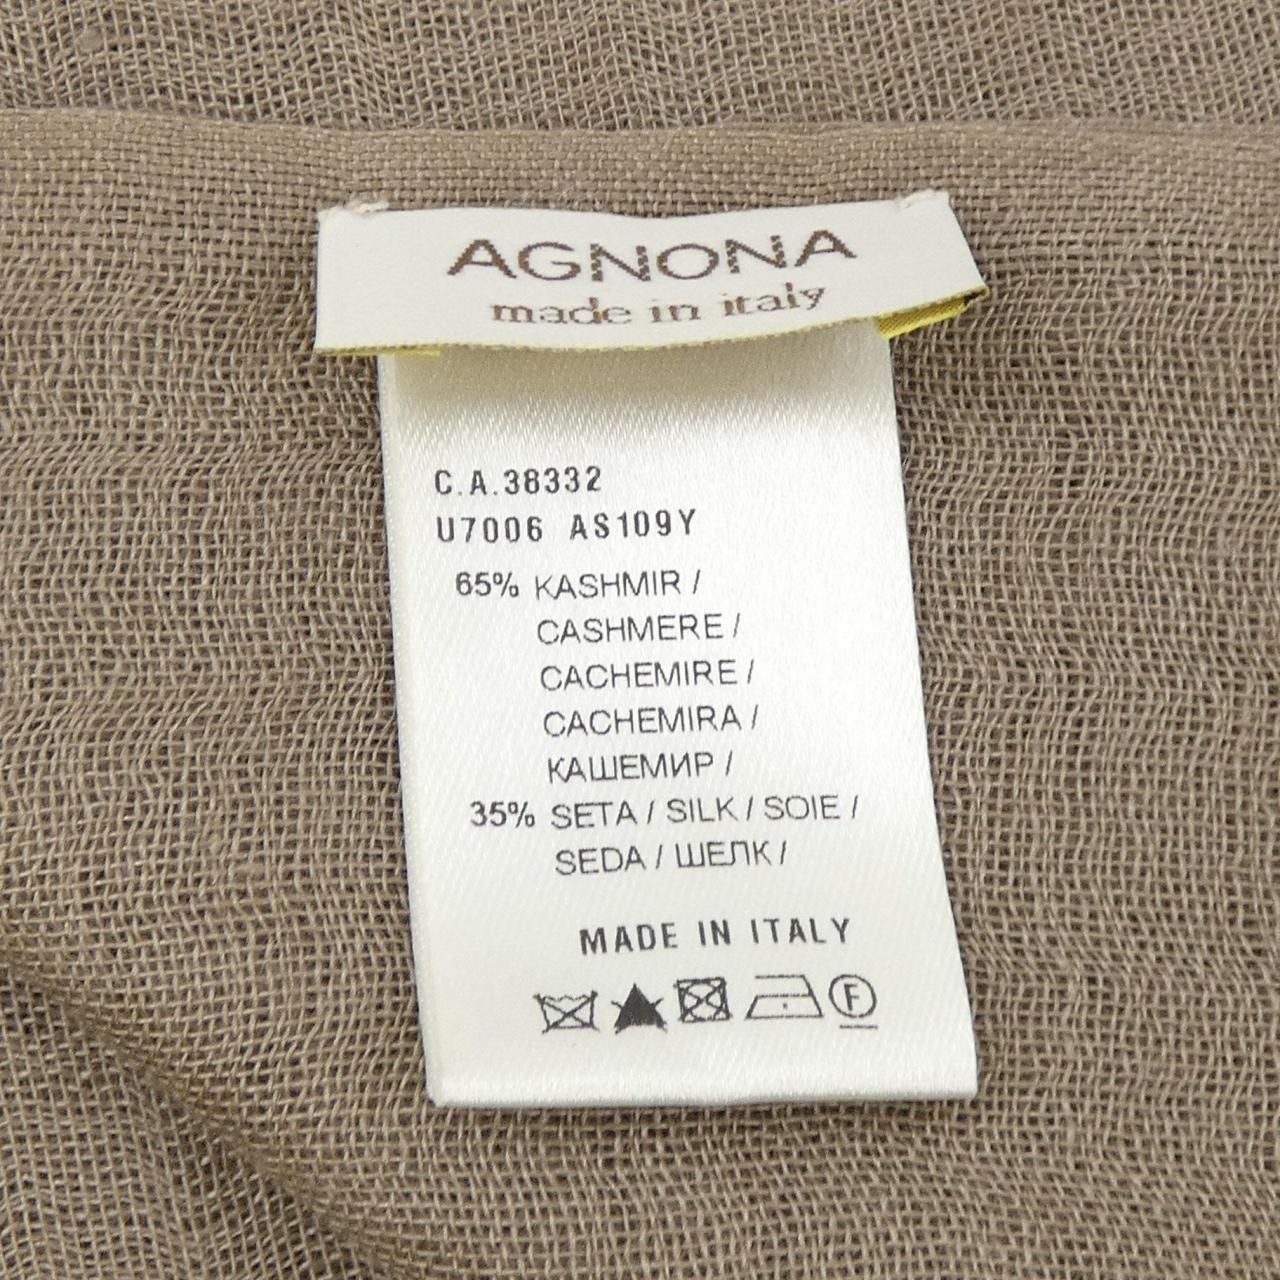 AGNONA
made in italy
C.A.38332
U7006 AS109Y
65% KASHMIR /
CASHMERE /
CACHEMIRE /
CACHEMIRA /
КАШЕМИР /
35% SETA / SILK / SOIE /
SEDA / ШЕЛК /
MADE IN ITALY
F